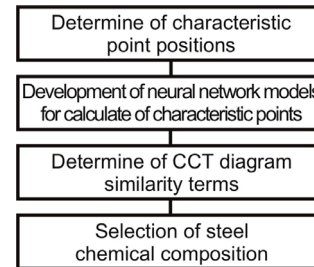 Determine of characteristic
point positions
Development of neural network models
for calculate of characteristic points
Determine of CCT diagram
similarity terms
Selection of steel
chemical composition